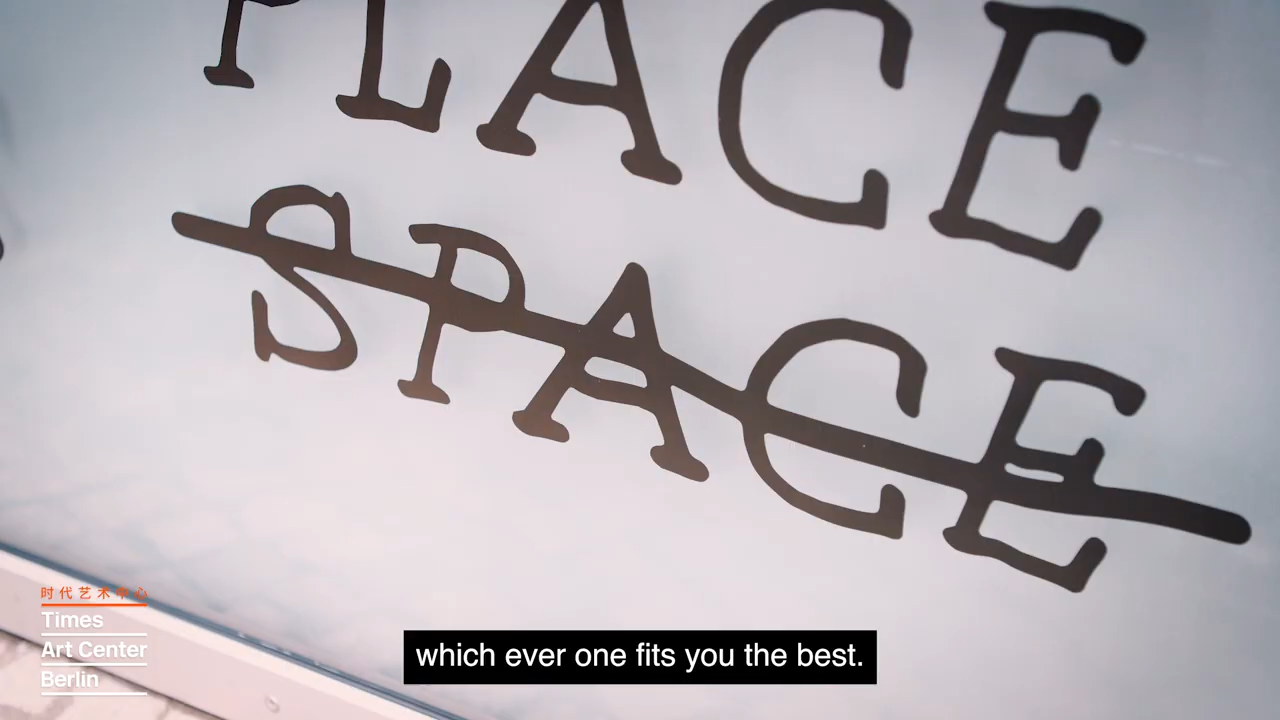 PLACE
SPACE
时代艺术中心
Times
Art Center
Berlin
which ever one fits you the best.